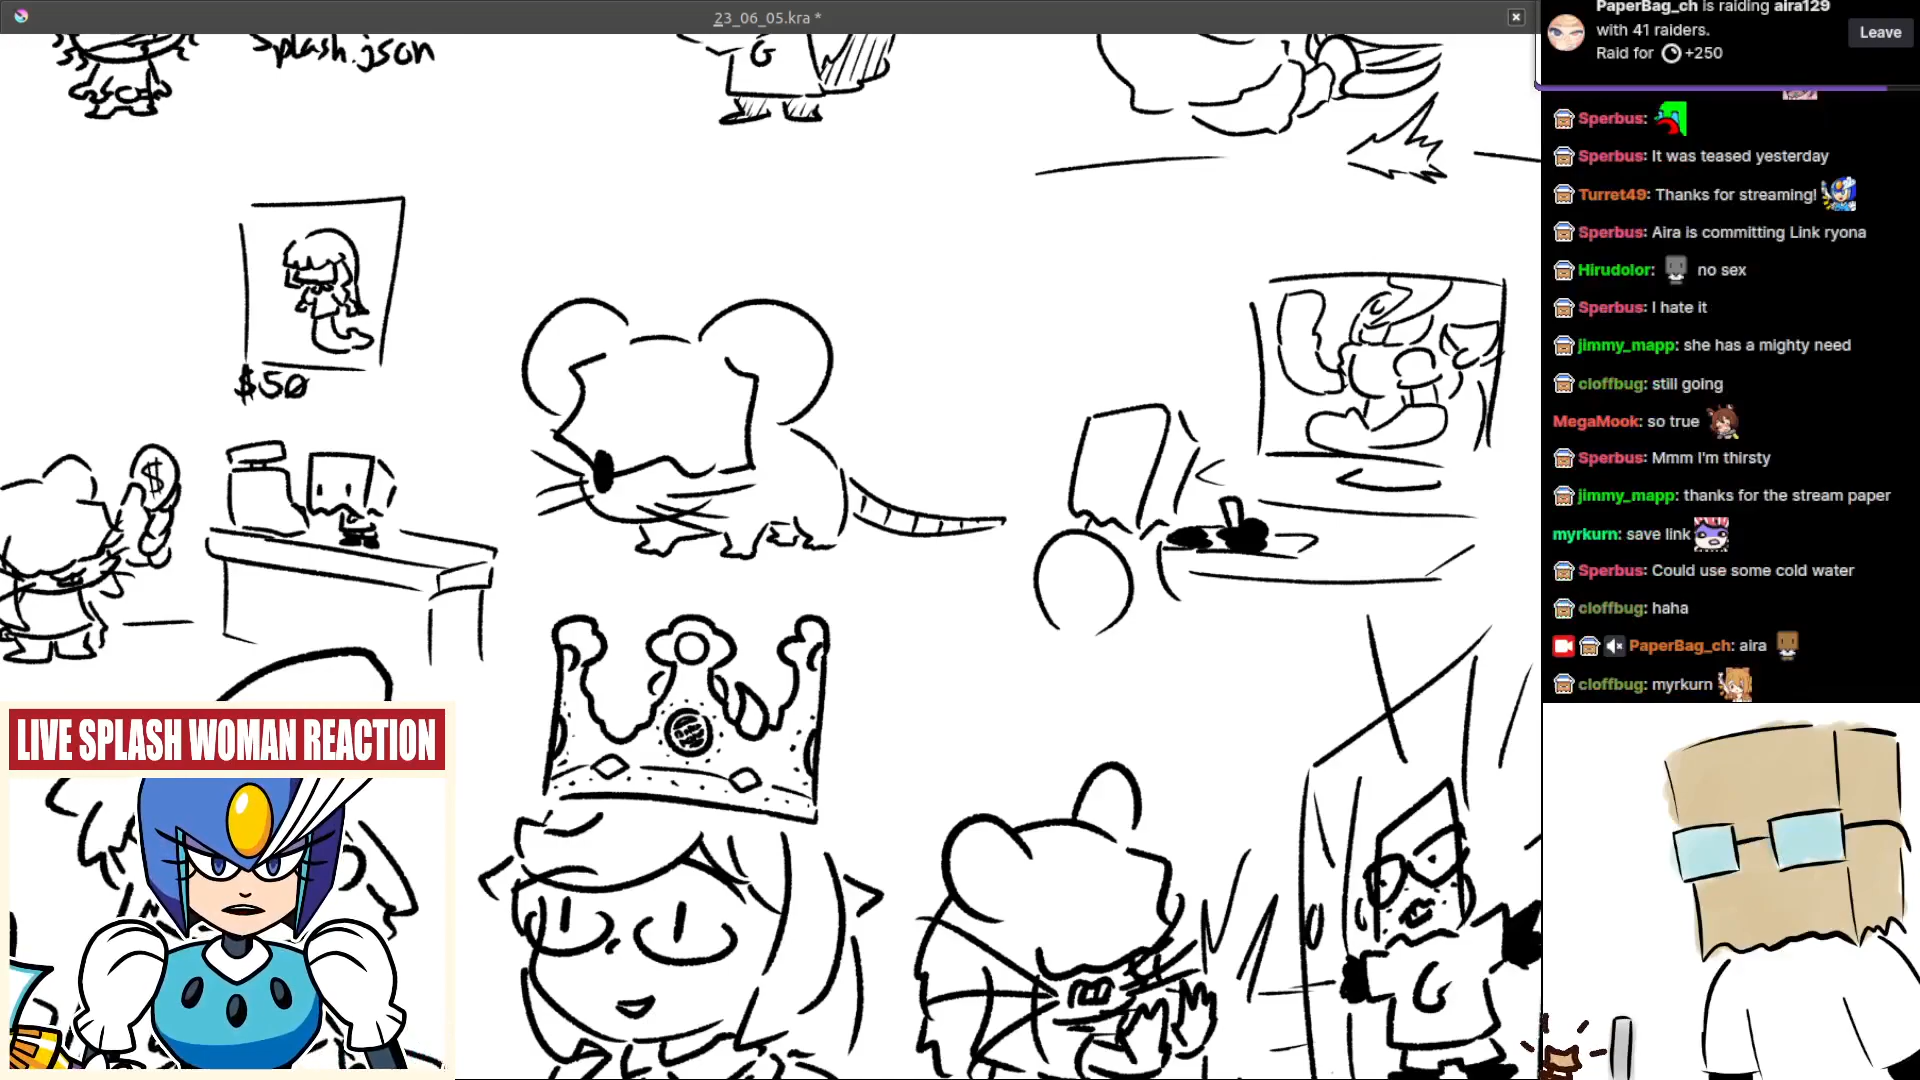 23_06_05.kra *
Splash.json
G
$50
$
LIVE SPLASH WOMAN REACTION
G
PaperBag_ch is raiding aira129
with 41 raiders.
Raid for +250
Leave
Sperbus:
Sperbus: It was teased yesterday
Turret49: Thanks for streaming!
Sperbus: Aira is committing Link ryona
Hirudolor: no sex
Sperbus: I hate it
jimmy_mapp: she has a mighty need
cloffbug: still going
MegaMook: so true
Sperbus: Mmm I'm thirsty
jimmy_mapp: thanks for the stream paper
myrkurn: save link
Sperbus: Could use some cold water
cloffbug: haha
PaperBag_ch: aira
cloffbug: myrkurn